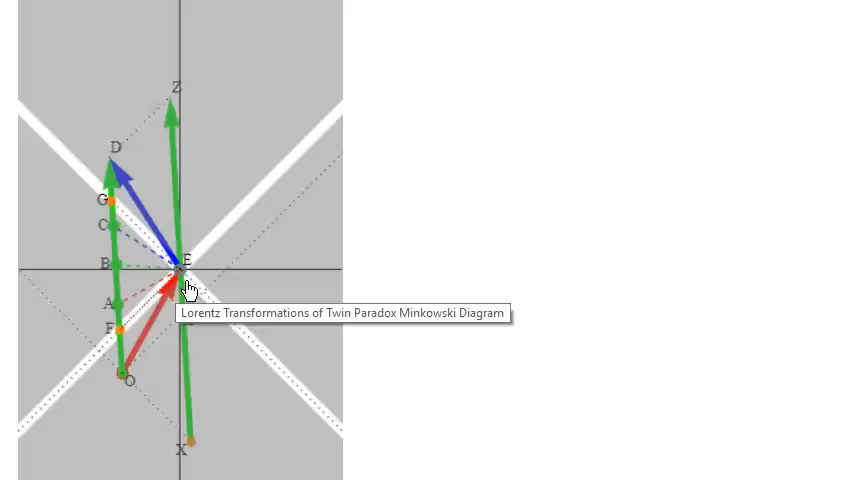 Z
D
G
C
E
B
A
F
Lorentz Transformations of Twin Paradox Minkowski Diagram
O
X